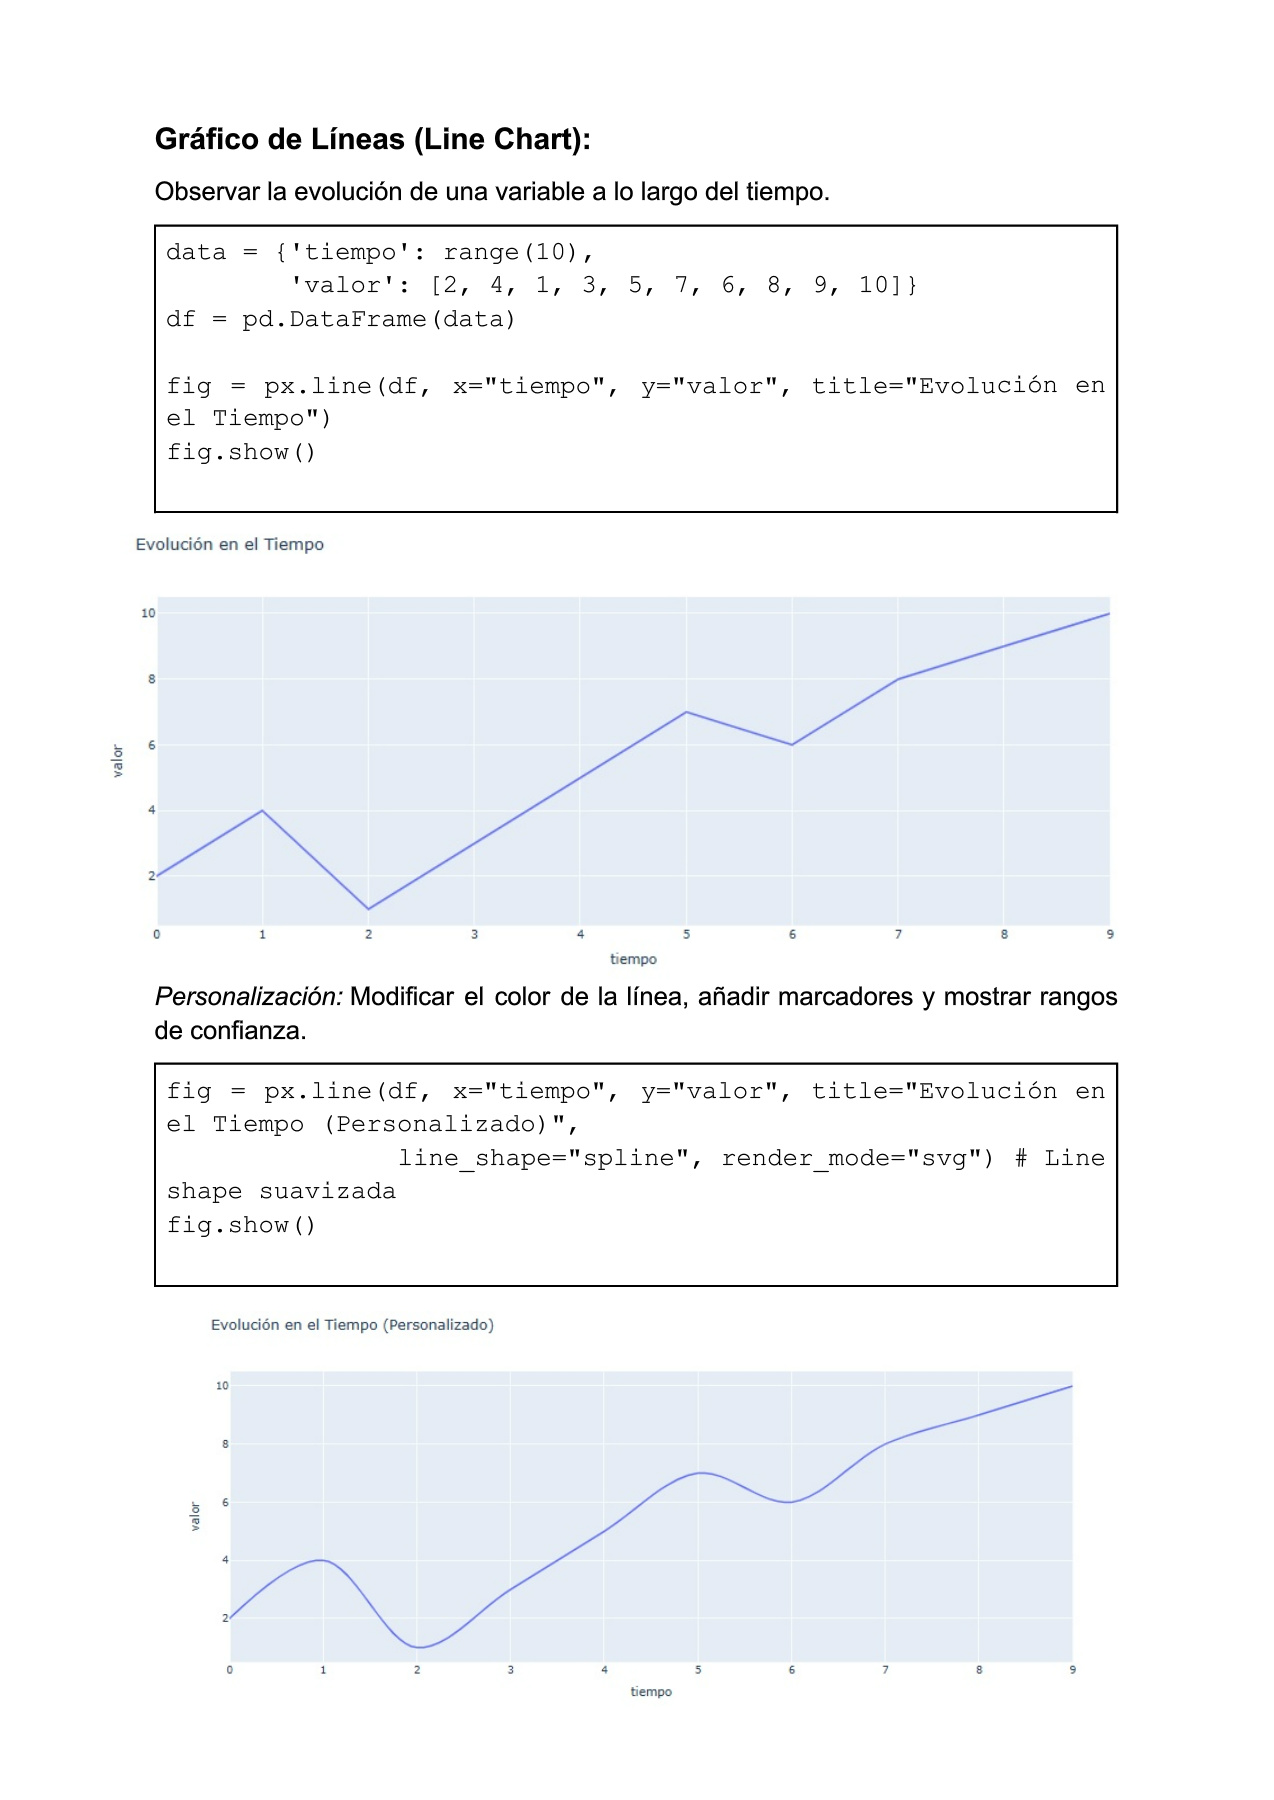 Gráfico de Líneas (Line Chart):
Observar la evolución de una variable a lo largo del tiempo.
data = {'tiempo': range(10),
        'valor': [2, 4, 1, 3, 5, 7, 6, 8, 9, 10]}
df = pd.DataFrame(data)
fig = px.line(df, x="tiempo", y="valor", title="Evolución en
el Tiempo")
fig.show()
Evolución en el Tiempo
10
8
6
4
2
valor
0 1 2 3 4 5 6 7 8 9
tiempo
Personalización: Modificar el color de la línea, añadir marcadores y mostrar rangos
de confianza.
fig = px.line(df, x="tiempo", y="valor", title="Evolución en
el Tiempo (Personalizado)",
               line_shape="spline", render_mode="svg") # Line
shape suavizada
fig.show()
Evolución en el Tiempo (Personalizado)
10
8
6
4
2
valor
0 1 2 3 4 5 6 7 8 9
tiempo